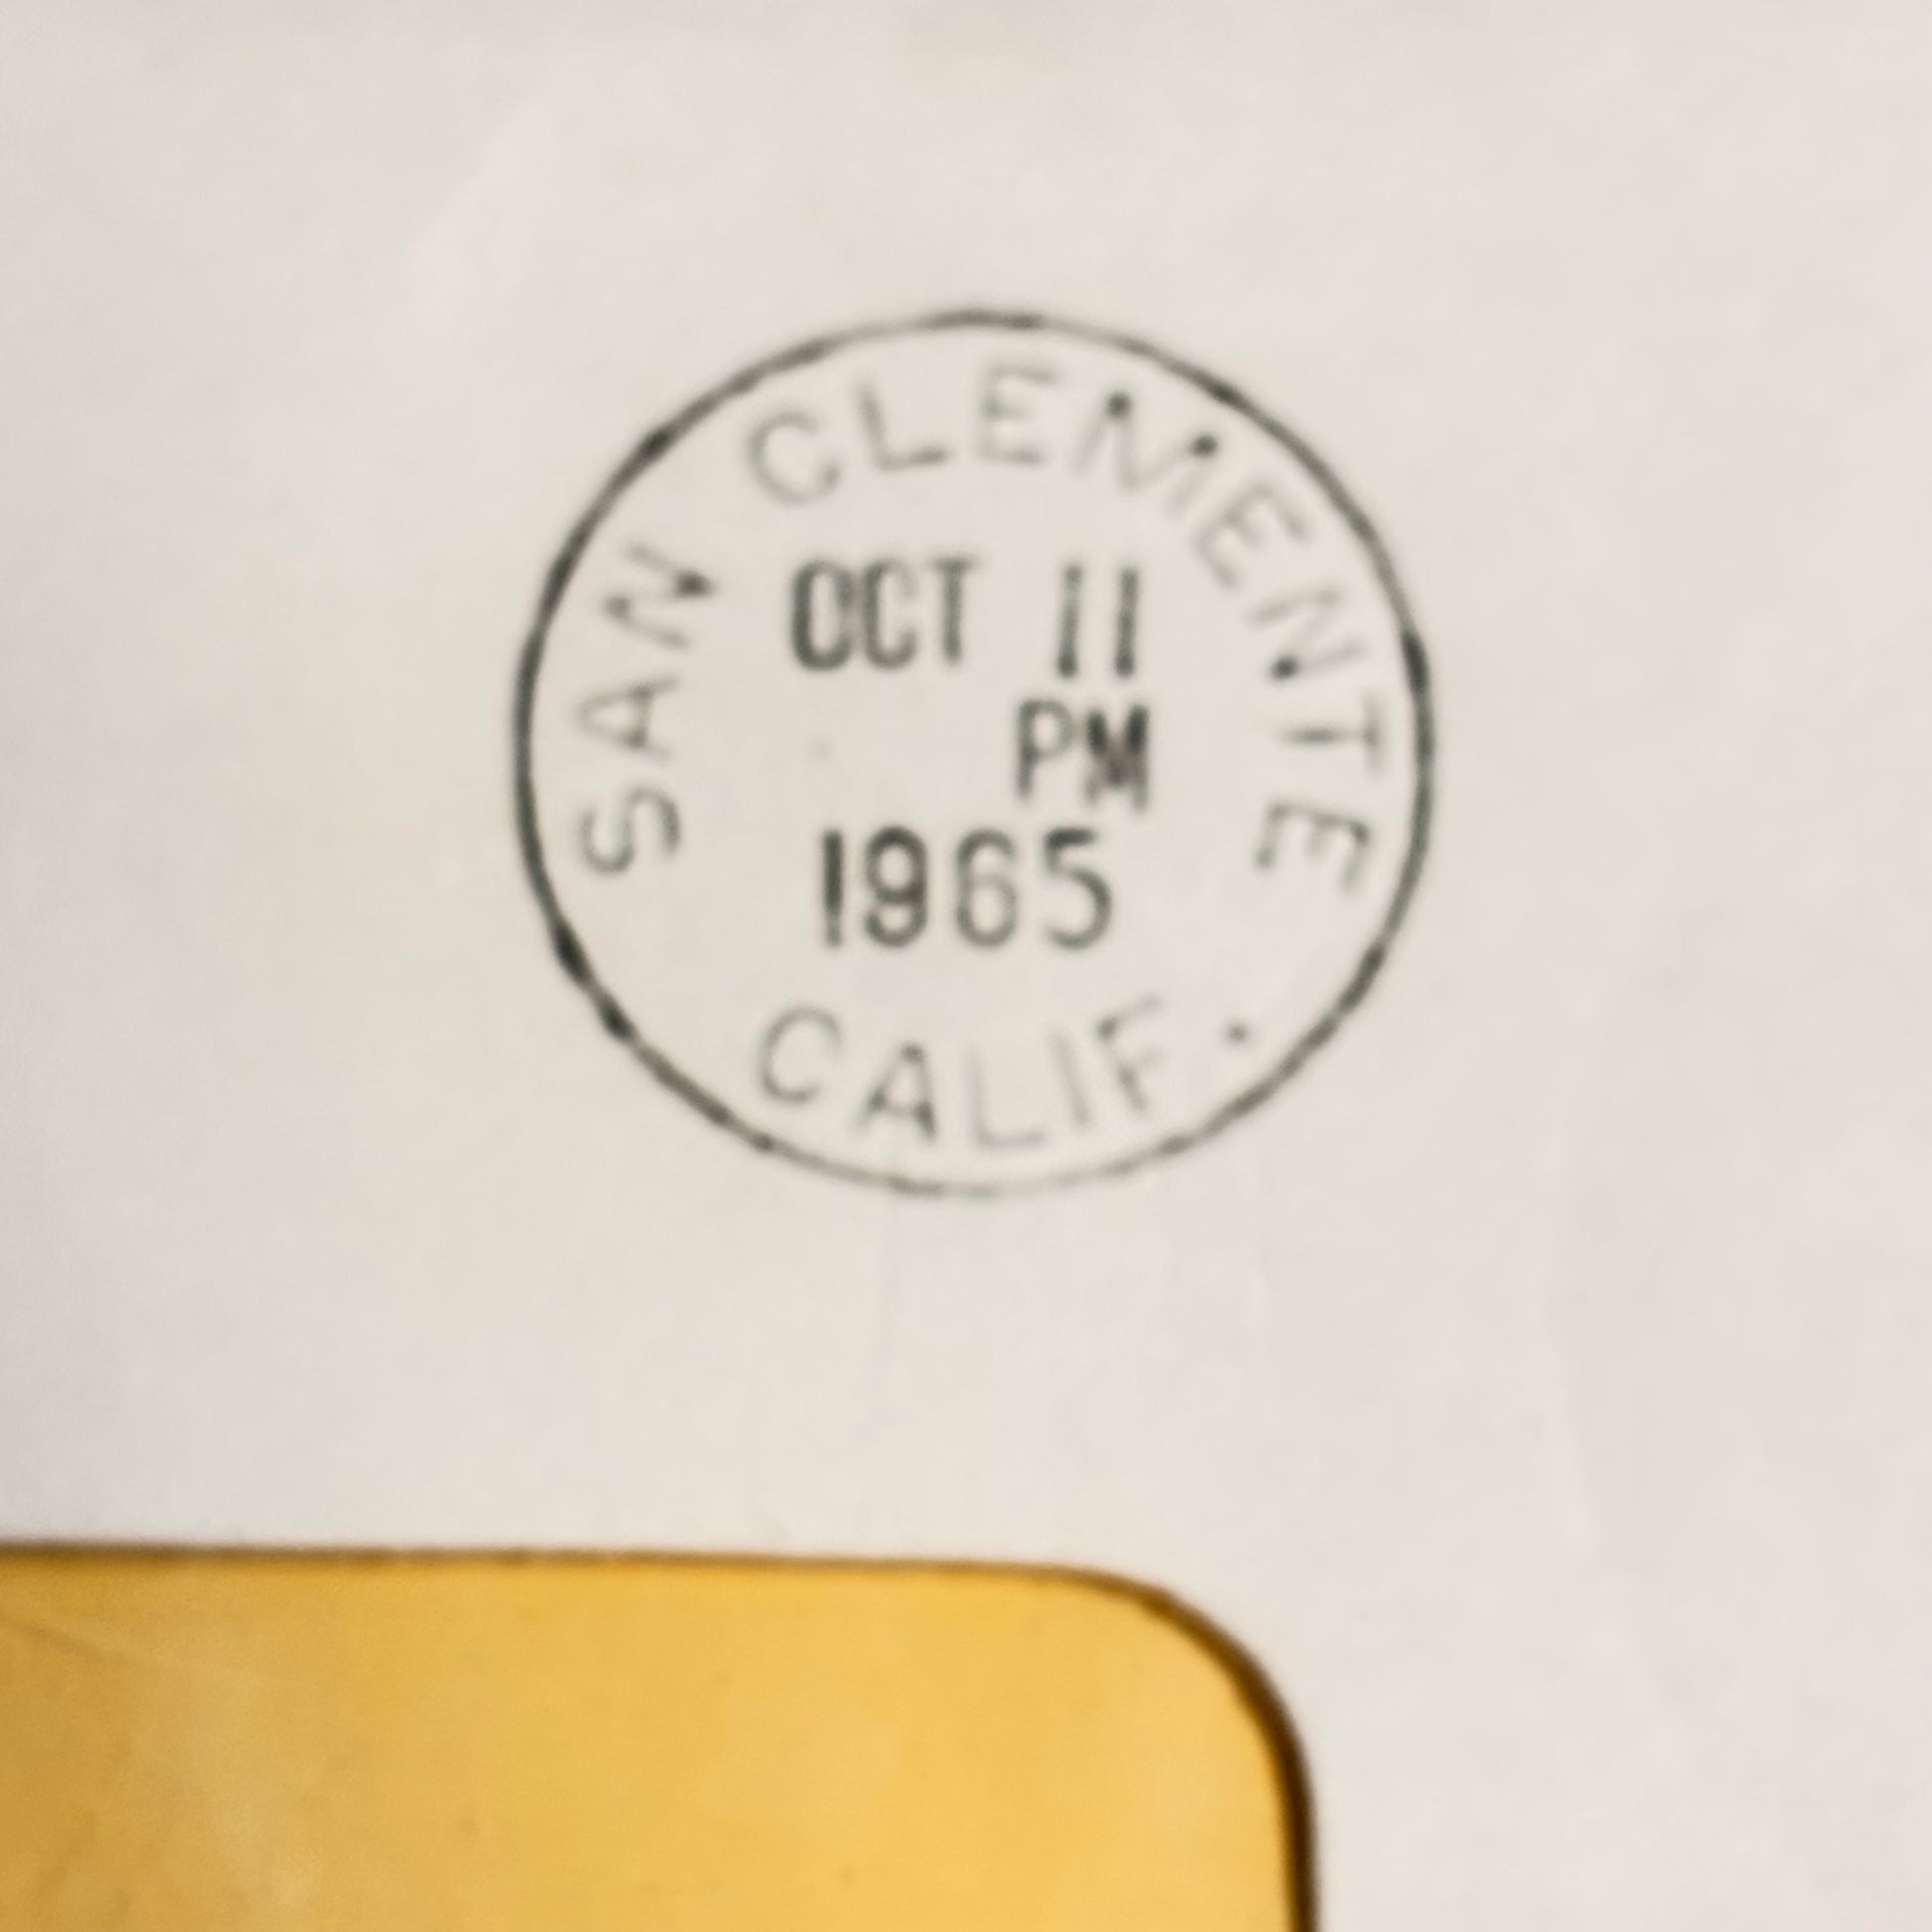 SAN CLEMENTE
OCT 11
PM
1965
CALIF.